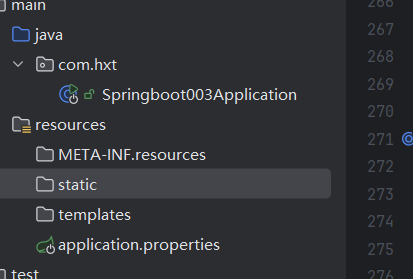 main
java
com.hxt
Springboot003Application
resources
META-INF.resources
static
templates
application.properties
test
266
267
268
269
270
271
272
273
274
275
276